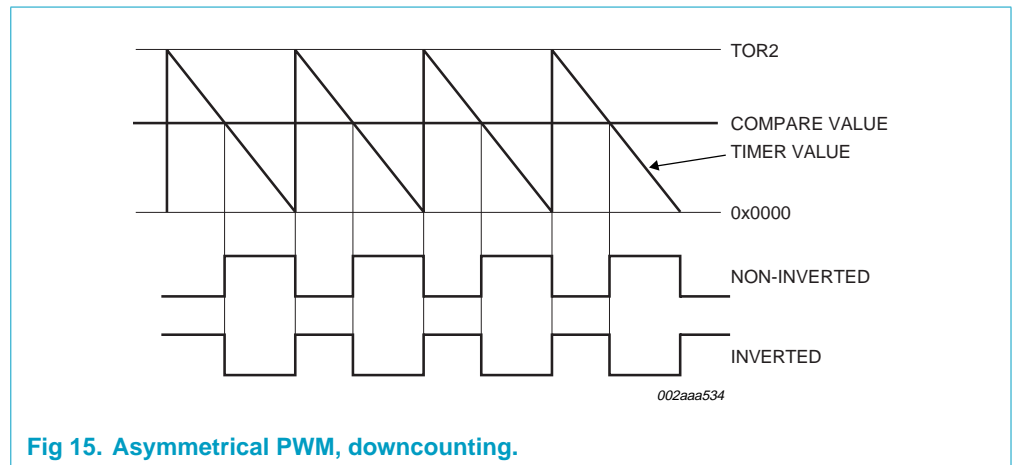 TOR2
COMPARE VALUE
TIMER VALUE
0x0000
NON-INVERTED
INVERTED
002aaa534
Fig 15. Asymmetrical PWM, downcounting.